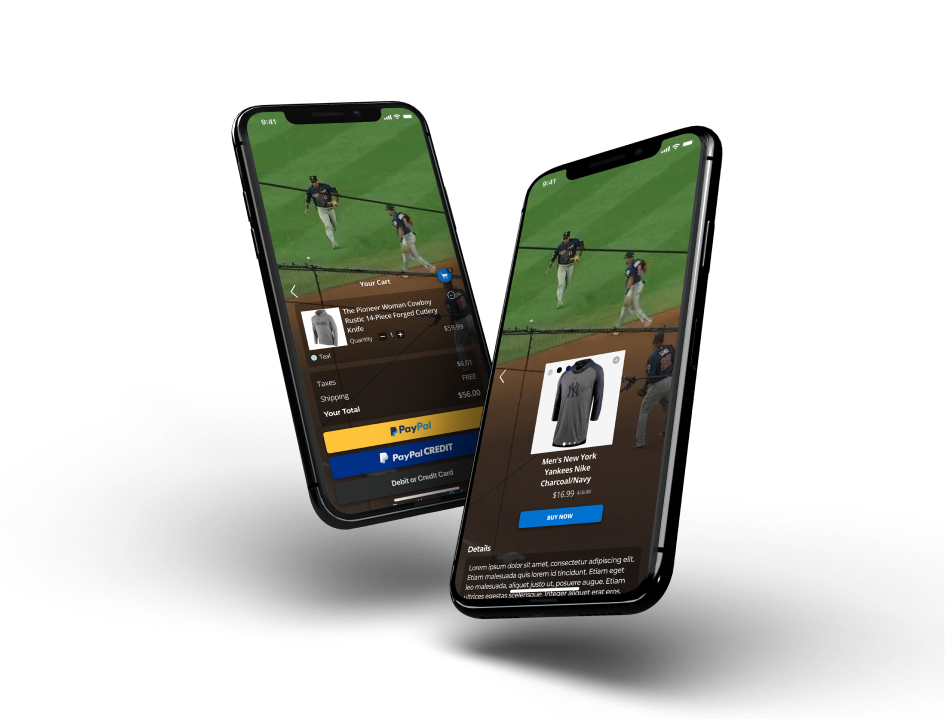 9:41
Your Cart
The Pioneer Woman Cowboy
Rustic 14-Piece Forged Cutlery
Knife
$59.99
Quantity
1
Teal
Taxes
$6.01
Shipping
FREE
Your Total
$56.00
PayPal
PayPal CREDIT
Debit or Credit Card
9:41
Men's New York
Yankees Nike
Charcoal/Navy
$16.99 $19.99
BUY NOW
Details
Lorem ipsum dolor sit amet, consectetur adipiscing elit.
Etiam malesuada quis lorem id tincidunt. Etiam eget
leo malesuada, aliquet justo ut, posuere augue. Etiam
ultrices egestas scelerisque. Integer aliquet erat eros,